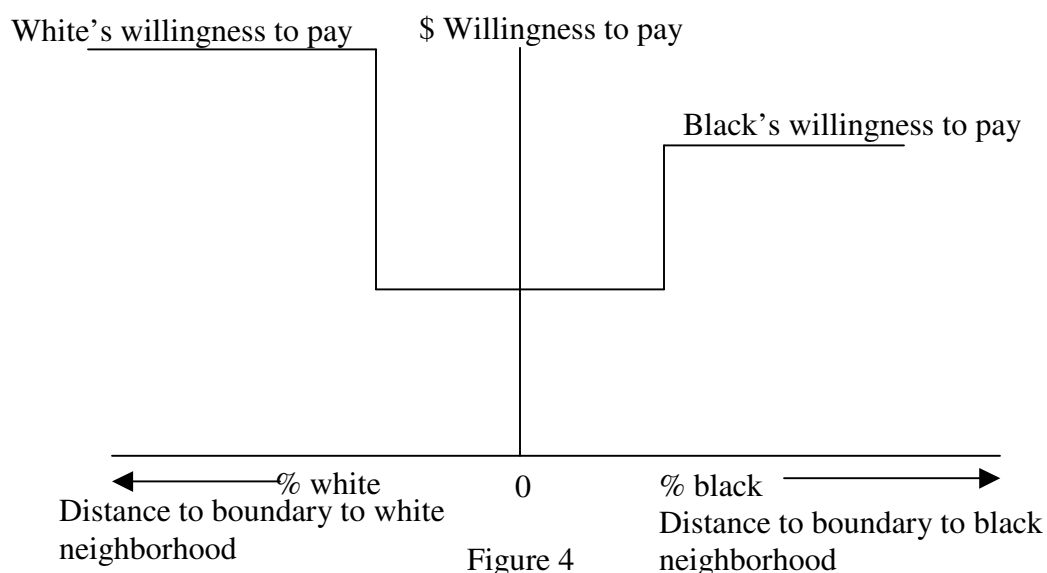 White's willingness to pay
$ Willingness to pay
Black's willingness to pay
% white
0
% black
Distance to boundary to white
neighborhood
Distance to boundary to black
neighborhood
Figure 4